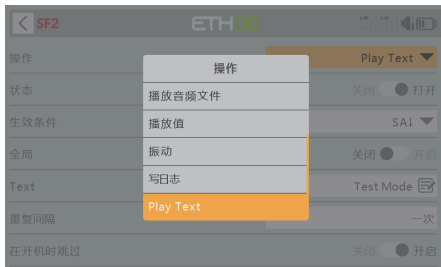 SF2
ETHOS
操作
Play Text
状态
关闭 打开
生效条件
SA↓
全局
关闭 开启
Text
Test Mode
重复间隔
一次
在开机时跳过
关闭 开启
操作
播放音频文件
播放值
振动
写日志
Play Text